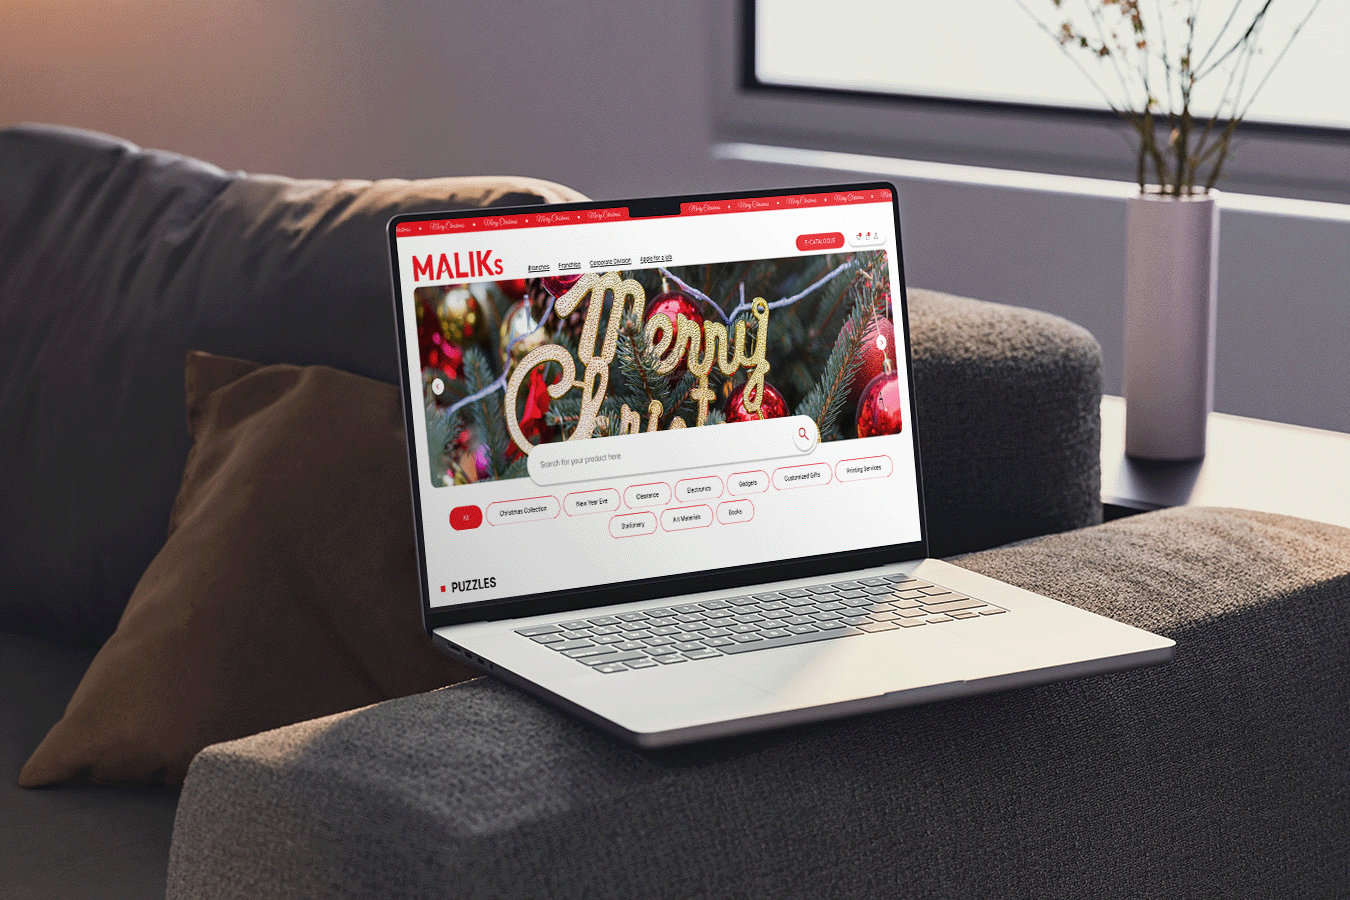 Merry Christmas Merry Christmas Merry Christmas Merry Christmas Merry Christmas Merry Christmas Merry Christmas Merry Christmas
MALIKs
Branches Franchise Corporate Division Apply for a job
E-CATALOGUE
Merry
Christ
Search for your product here
All Christmas Collection New Year Eve Clearance Electronics Gadgets Customized Gifts Printing Services
Stationery Art Materials Books
PUZZLES